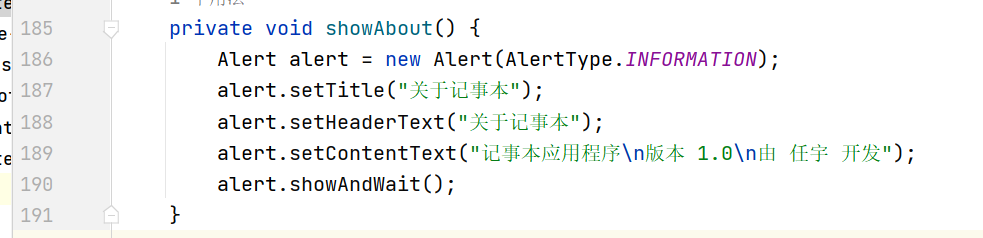 185 private void showAbout() {
186 Alert alert = new Alert(AlertType.INFORMATION);
187 alert.setTitle("关于记事本");
188 alert.setHeaderText("关于记事本");
189 alert.setContentText("记事本应用程序\n版本 1.0\n由 任宇 开发");
190 alert.showAndWait();
191 }